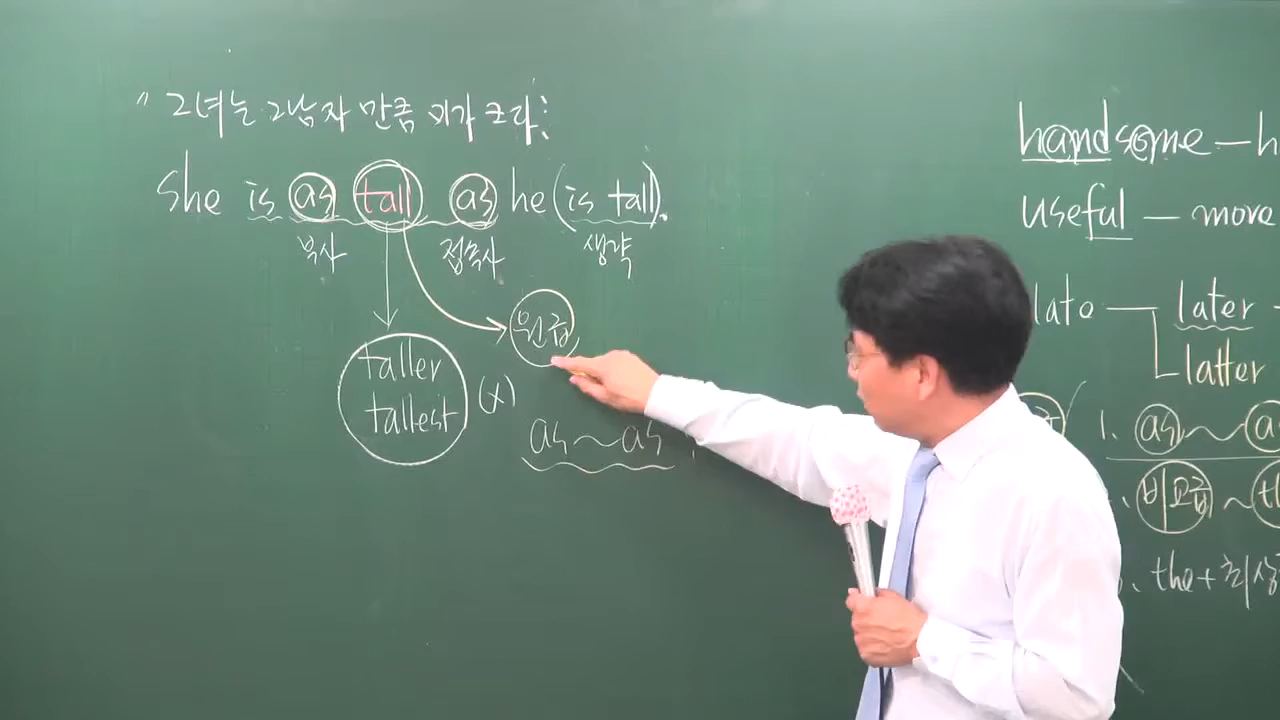 " 그녀는 그남자 만큼 키가 크다."
She is as tall as he (is tall).
부사 접속사 생략
원급
taller
tallest (x)
as ~ as
handsome — h
useful — more
late — later
latter
1. as ~ a
비교급 ~ th
the + 최상